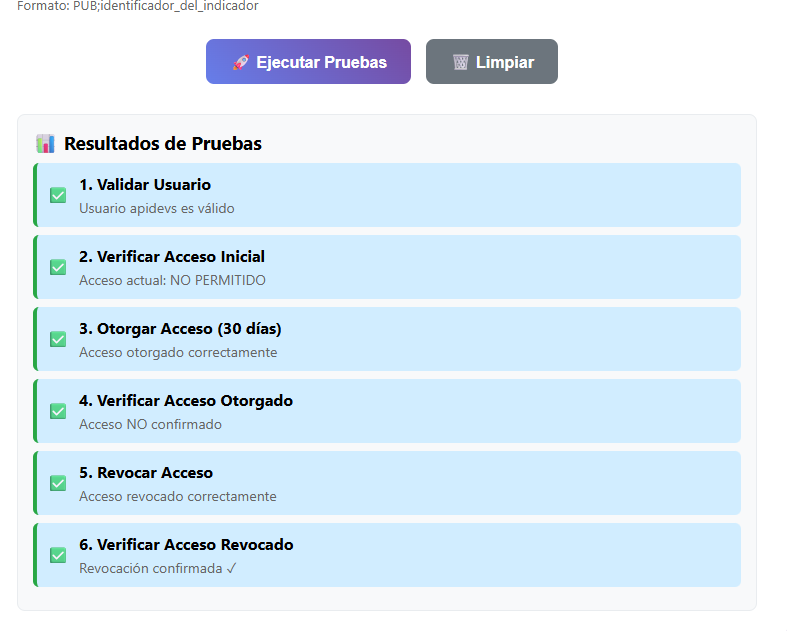 Formato: PUB;identificador_del_indicador
🚀 Ejecutar Pruebas
🗑️ Limpiar
📊 Resultados de Pruebas
✅ 1. Validar Usuario
Usuario apidevs es válido
✅ 2. Verificar Acceso Inicial
Acceso actual: NO PERMITIDO
✅ 3. Otorgar Acceso (30 días)
Acceso otorgado correctamente
✅ 4. Verificar Acceso Otorgado
Acceso NO confirmado
✅ 5. Revocar Acceso
Acceso revocado correctamente
✅ 6. Verificar Acceso Revocado
Revocación confirmada ✓